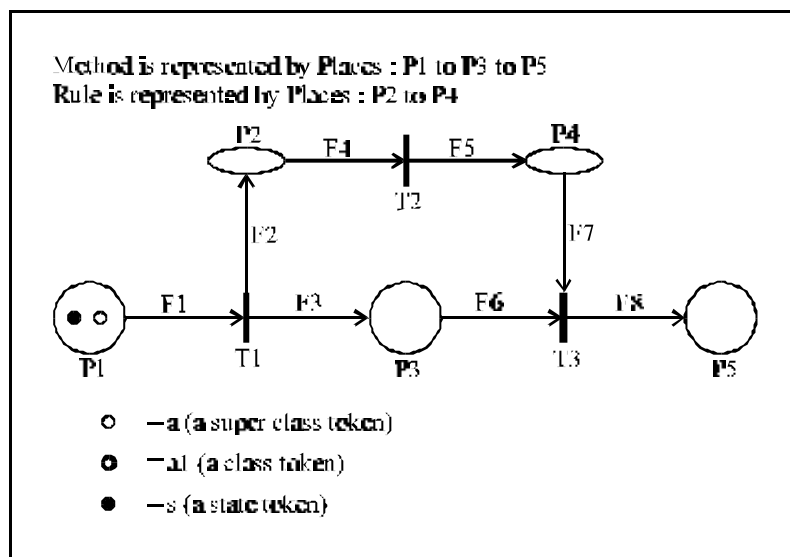 Method is represented by Places : P1 to P3 to P5
Rule is represented by Places : P2 to P4
P2
F4
F5
P4
T2
F2
F7
F1
F3
F6
F8
P1
T1
P3
T3
P5
–a (a super class token)
–a1 (a class token)
–s (a state token)